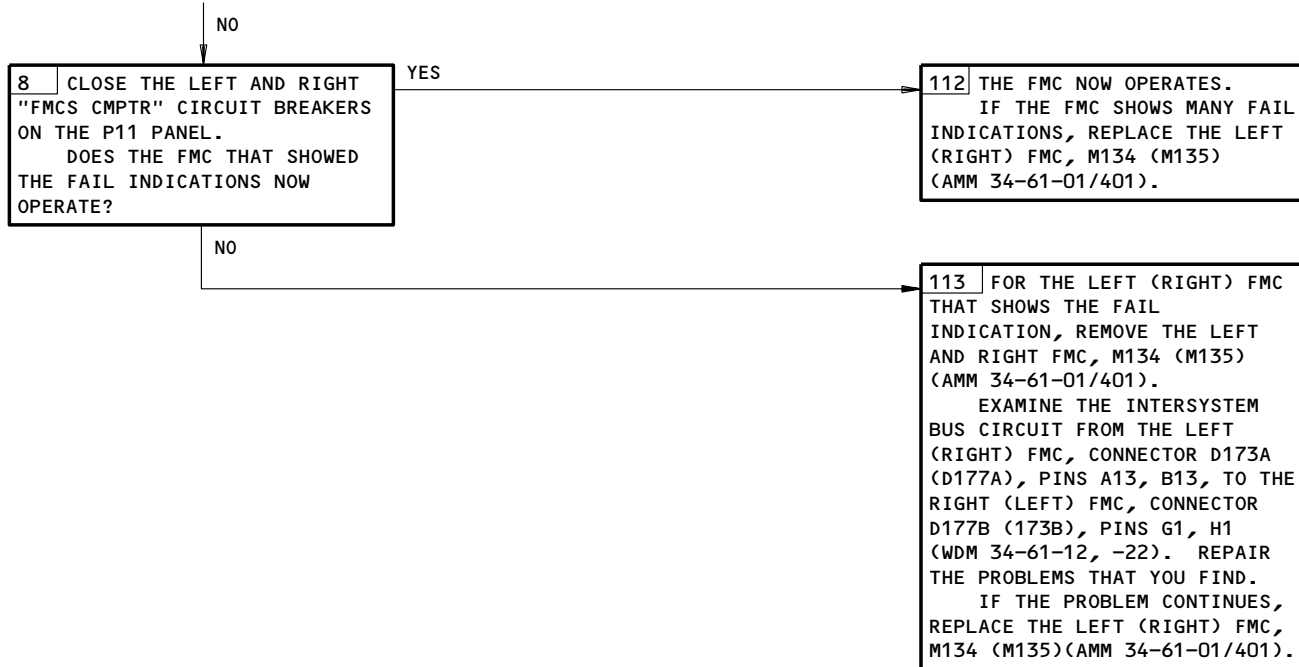 NO
8 CLOSE THE LEFT AND RIGHT
"FMCS CMPTR" CIRCUIT BREAKERS
ON THE P11 PANEL.
DOES THE FMC THAT SHOWED
THE FAIL INDICATIONS NOW
OPERATE?
YES
112 THE FMC NOW OPERATES.
IF THE FMC SHOWS MANY FAIL
INDICATIONS, REPLACE THE LEFT
(RIGHT) FMC, M134 (M135)
(AMM 34-61-01/401).
NO
113 FOR THE LEFT (RIGHT) FMC
THAT SHOWS THE FAIL
INDICATION, REMOVE THE LEFT
AND RIGHT FMC, M134 (M135)
(AMM 34-61-01/401).
EXAMINE THE INTERSYSTEM
BUS CIRCUIT FROM THE LEFT
(RIGHT) FMC, CONNECTOR D173A
(D177A), PINS A13, B13, TO THE
RIGHT (LEFT) FMC, CONNECTOR
D177B (173B), PINS G1, H1
(WDM 34-61-12, -22). REPAIR
THE PROBLEMS THAT YOU FIND.
IF THE PROBLEM CONTINUES,
REPLACE THE LEFT (RIGHT) FMC,
M134 (M135)(AMM 34-61-01/401).